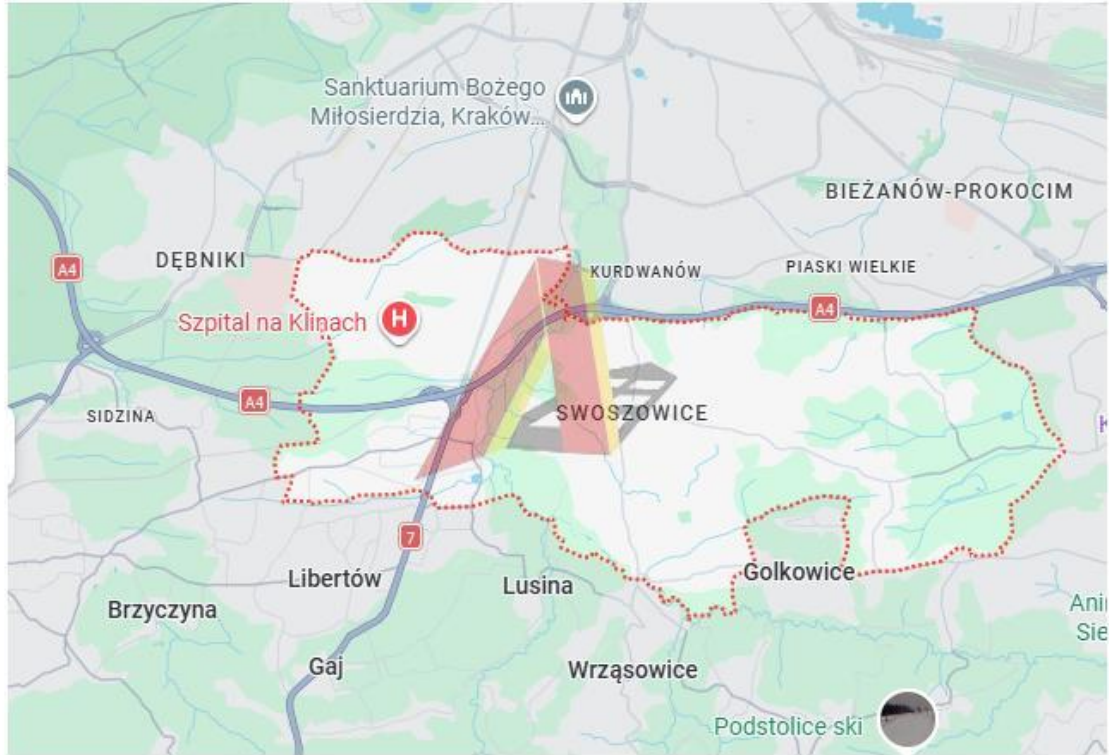 Sanktuarium Bożego
Miłosierdzia, Kraków...
BIEŻANÓW-PROKOCIM
DĘBNIKI
A4
KURDWANÓW
PIASKI WIELKIE
Szpital na Klinach
H
A4
A4
SIDZINA
SWOSZOWICE
7
Libertów
Lusina
Golkowice
Brzyczyna
Gaj
Wrząsowice
Podstolice ski